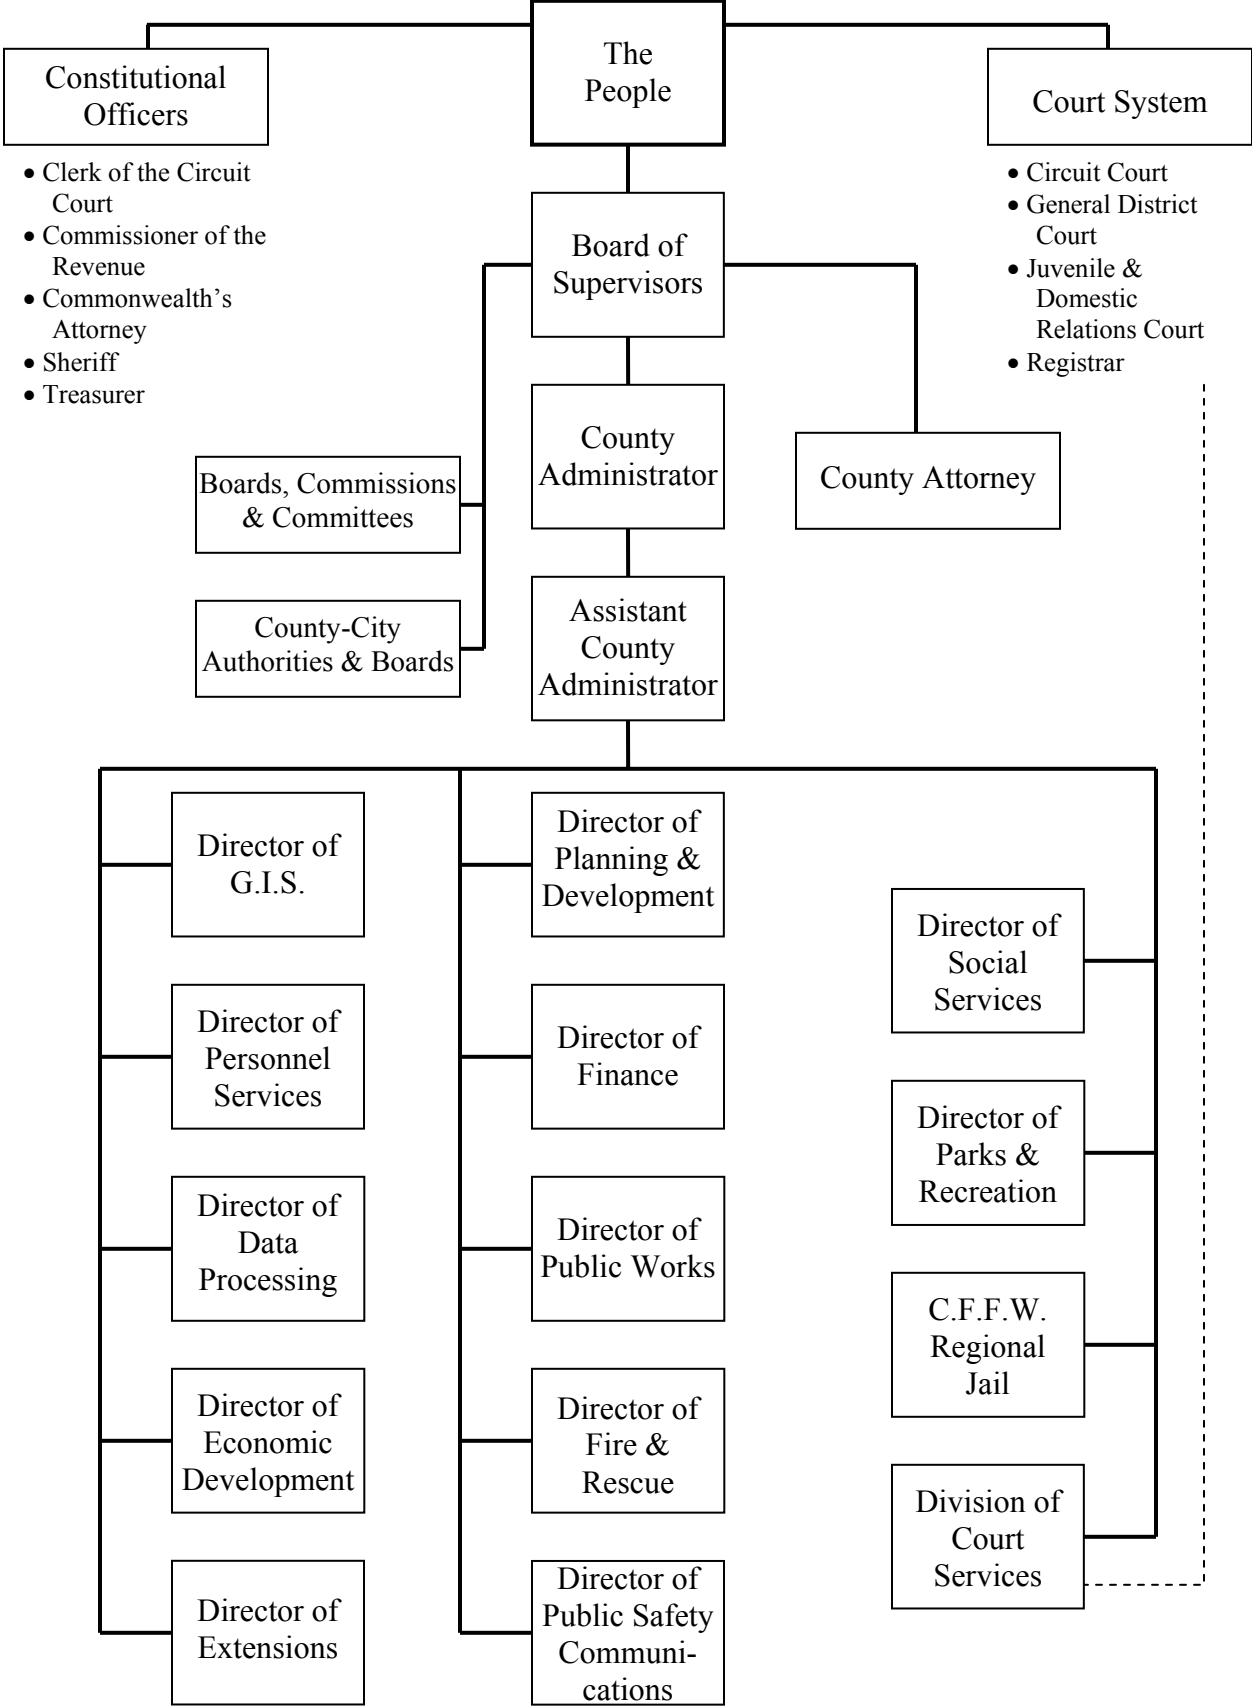 The
People
Constitutional
Officers
• Clerk of the Circuit
Court
• Commissioner of the
Revenue
• Commonwealth’s
Attorney
• Sheriff
• Treasurer
Court System
• Circuit Court
• General District
Court
• Juvenile &
Domestic
Relations Court
• Registrar
Board of
Supervisors
County
Administrator
County Attorney
Boards, Commissions
& Committees
County-City
Authorities & Boards
Assistant
County
Administrator
Director of
G.I.S.
Director of
Personnel
Services
Director of
Data
Processing
Director of
Economic
Development
Director of
Extensions
Director of
Planning &
Development
Director of
Finance
Director of
Public Works
Director of
Fire &
Rescue
Director of
Public Safety
Communi-
cations
Director of
Social
Services
Director of
Parks &
Recreation
C.F.F.W.
Regional
Jail
Division of
Court
Services